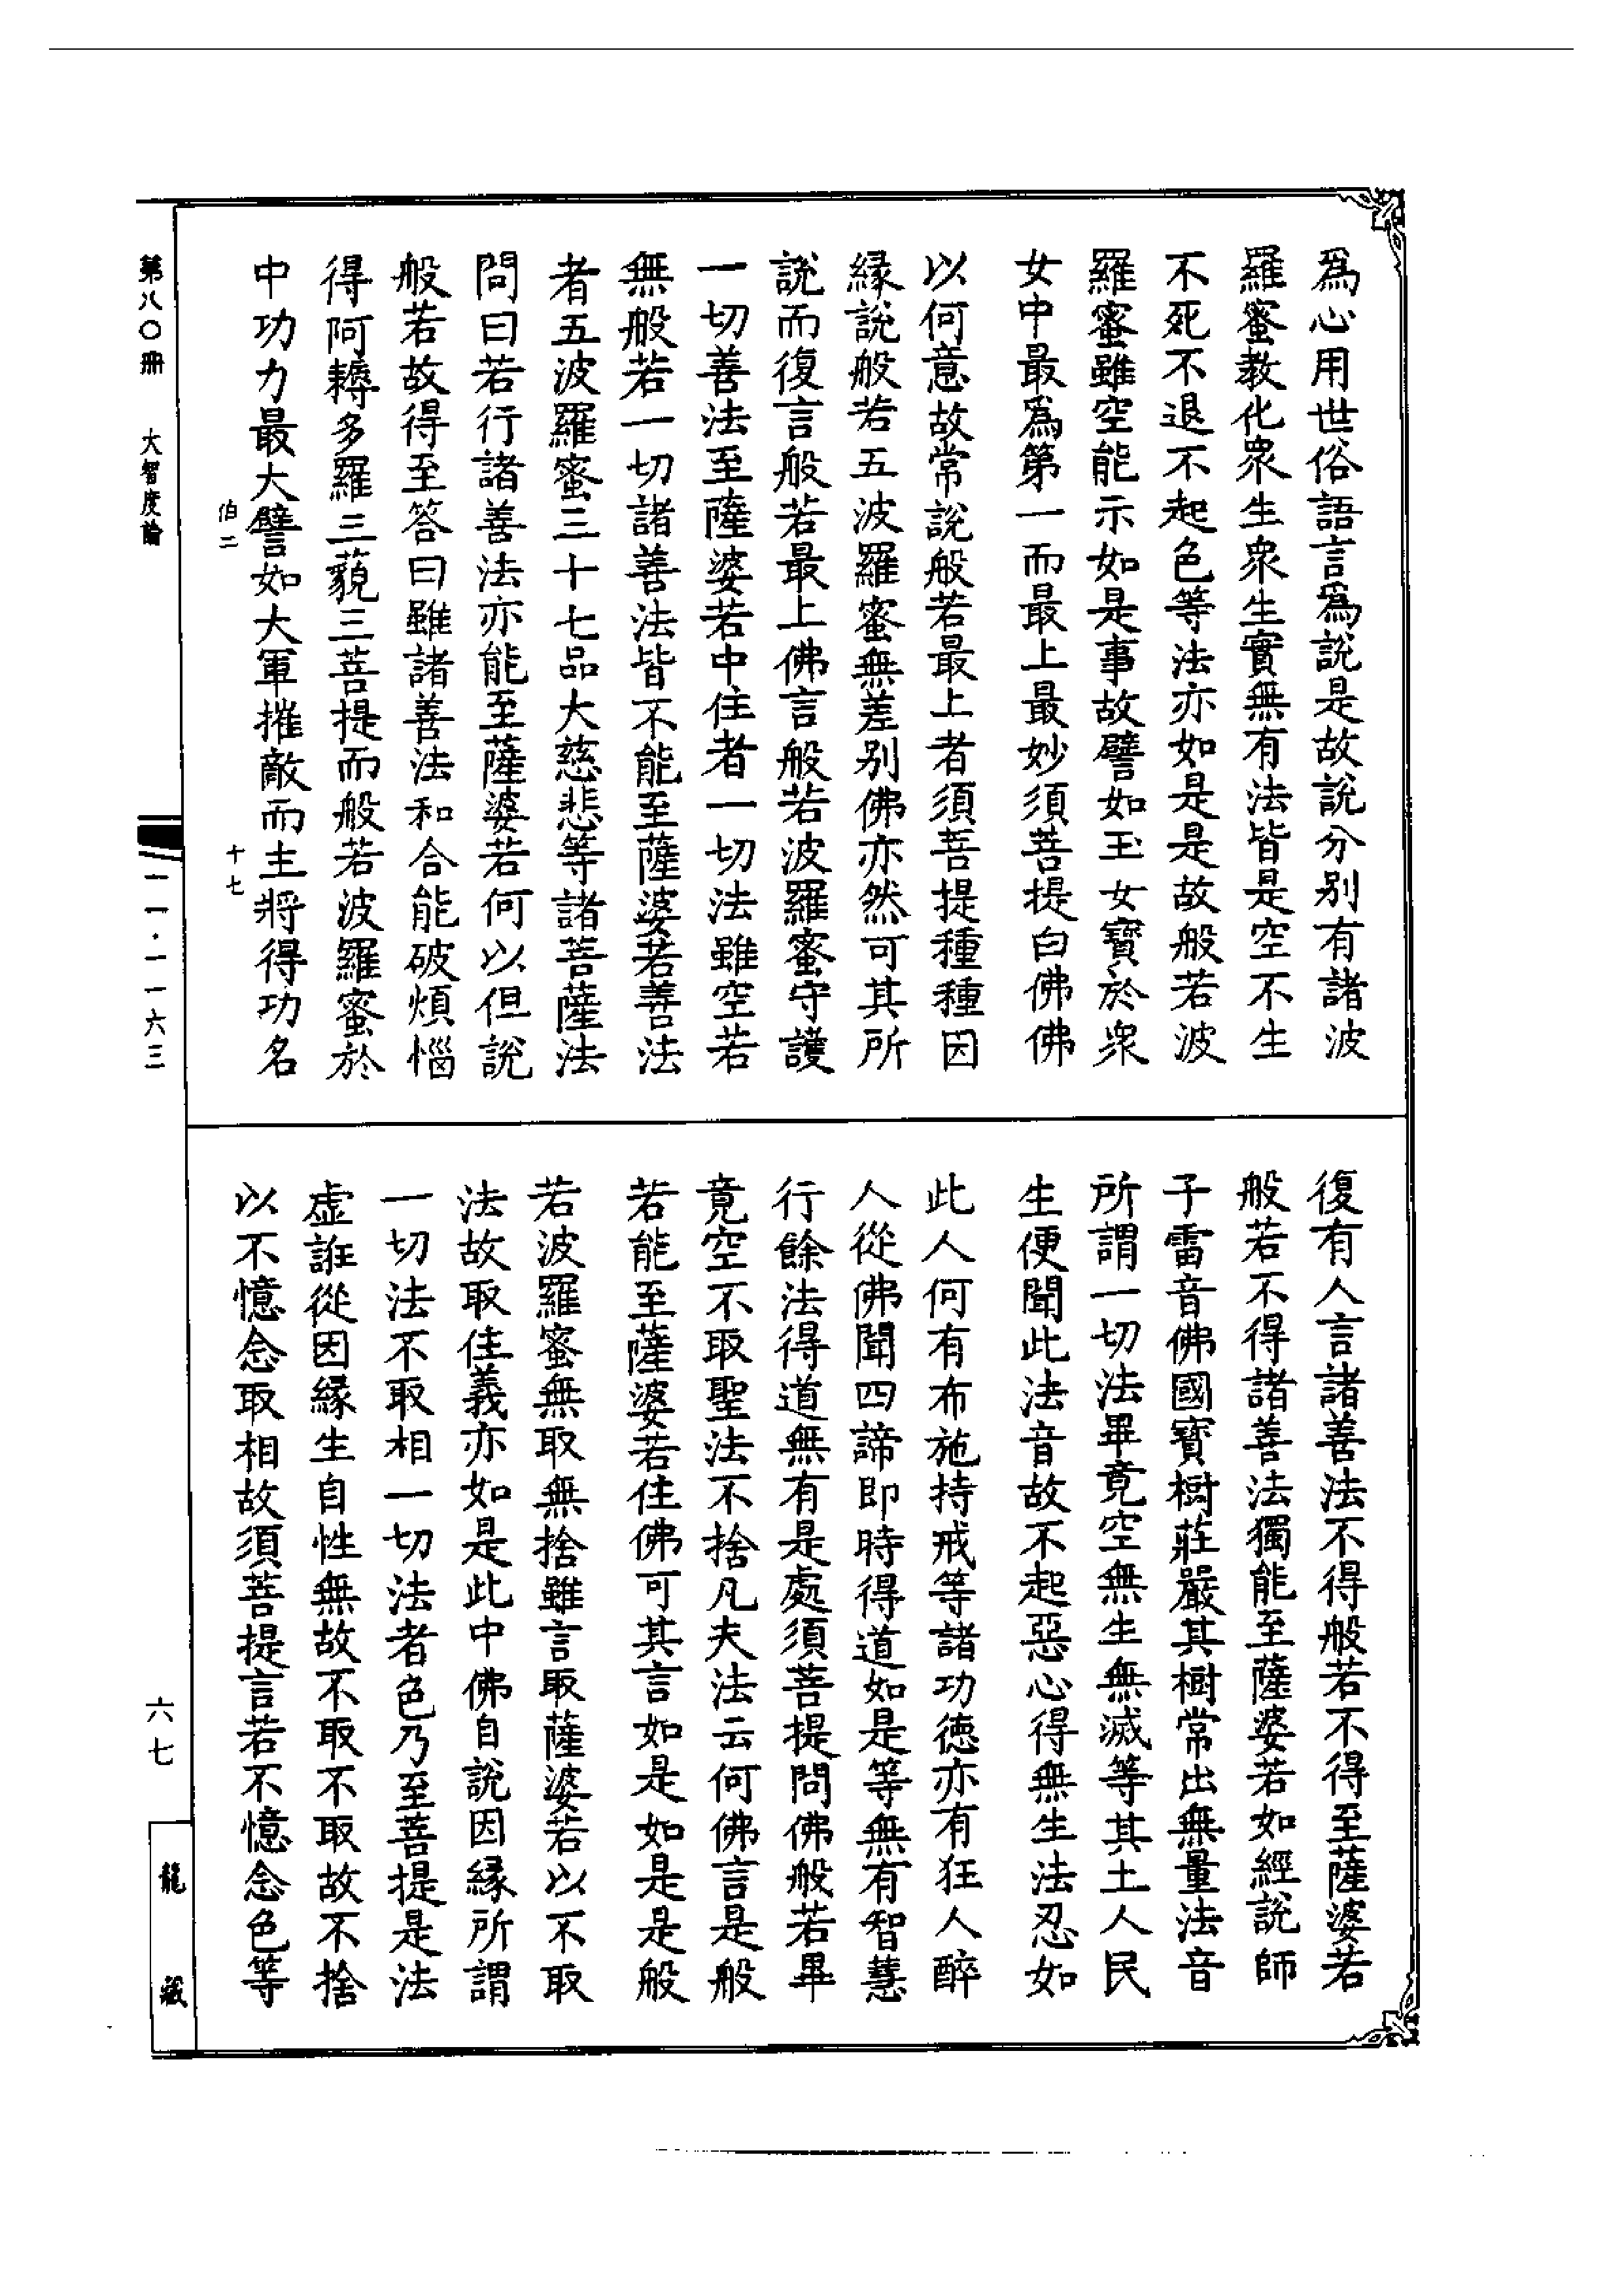 爲心用世俗語言爲說是故說分别有諸波
羅蜜教化衆生衆生實無有法皆是空不生
不死不退不起色等法亦如是是故般若波
羅蜜雖空能示如是事故譬如玉女寶於衆
女中最爲第一而最上最妙須菩提白佛佛
以何意故常說般若最上者須菩提種種因
緣說般若五波羅蜜無差别佛亦然可其所
說而復言般若最上佛言般若波羅蜜守護
一切善法至薩婆若中住者一切法雖空若
無般若一切諸善法皆不能至薩婆若善法
者五波羅蜜三十七品大慈悲等諸菩薩法
問曰若行諸善法亦能至薩婆若何以但說
般若故得至答曰雖諸善法和合能破煩惱
得阿耨多羅三藐三菩提而般若波羅蜜於
中功力最大譬如大軍摧敵而主將得功名
伯二
十七
復有人言諸善法不得般若不得至薩婆若
般若不得諸善法獨能至薩婆若如經說師
子雷音佛國寶樹莊嚴其樹常出無量法音
所謂一切法畢竟空無生無滅等其土人民
生便聞此法音故不起惡心得無生法忍如
此人何有布施持戒等諸功德亦有狂人醉
人從佛聞四諦即時得道如是等無有智慧
行餘法得道無有是處須菩提問佛般若畢
竟空不取聖法不捨凡夫法云何佛言是般
若能至薩婆若住佛可其言如是如是是般
若波羅蜜無取無捨雖言取薩婆若以不取
法故取住義亦如是此中佛自說因緣所謂
一切法不取相一切法者色乃至菩提是法
虛誑從因緣生自性無故不取不取故不捨
以不憶念取相故須菩提言若不憶念色等
第八〇册 大智度論
一一·一一六三
六七
龍藏